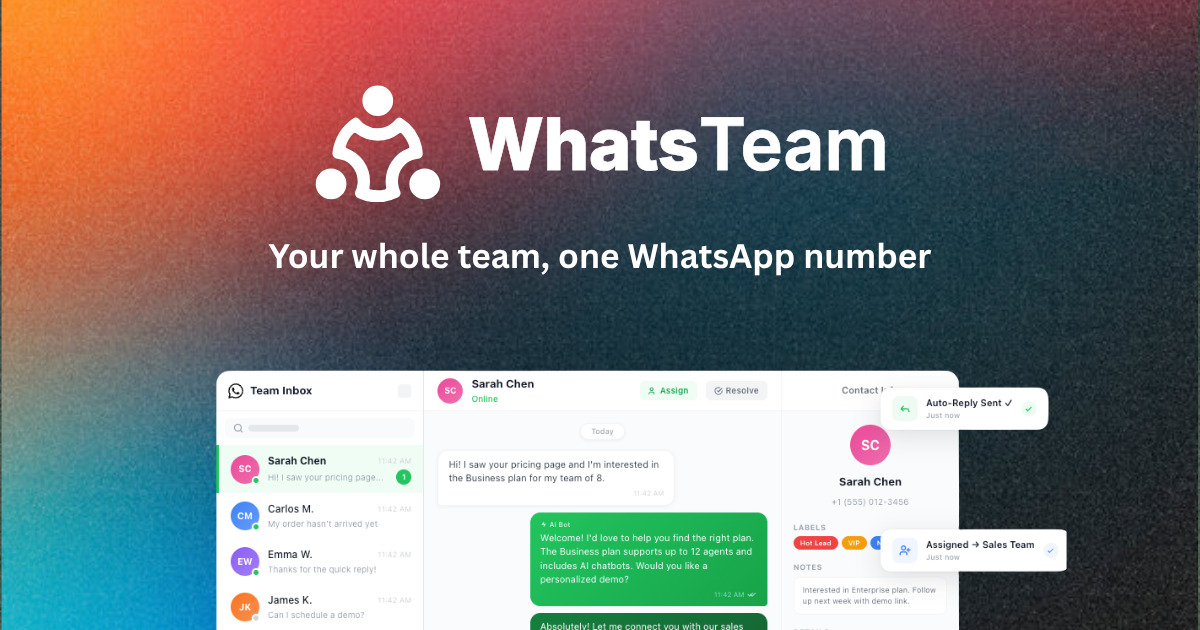 WhatsTeam
Your whole team, one WhatsApp number
Team Inbox
SC
Sarah Chen
11:42 AM
Hi! I saw your pricing page...
1
CM
Carlos M.
11:42 AM
My order hasn't arrived yet
EW
Emma W.
11:42 AM
Thanks for the quick reply!
JK
James K.
11:42 AM
Can I schedule a demo?
SC
Sarah Chen
Online
Assign
Resolve
Today
Hi! I saw your pricing page and I'm interested in
the Business plan for my team of 8.
11:42 AM
AI Bot
Welcome! I'd love to help you find the right plan.
The Business plan supports up to 12 agents and
includes AI chatbots. Would you like a
personalized demo?
11:42 AM
Absolutely! Let me connect you with our sales
Contact
Auto-Reply Sent ✓
Just now
SC
Sarah Chen
+1 (555) 012-3456
LABELS
Hot Lead
VIP
Assigned → Sales Team
Just now
NOTES
Interested in Enterprise plan. Follow
up next week with demo link.